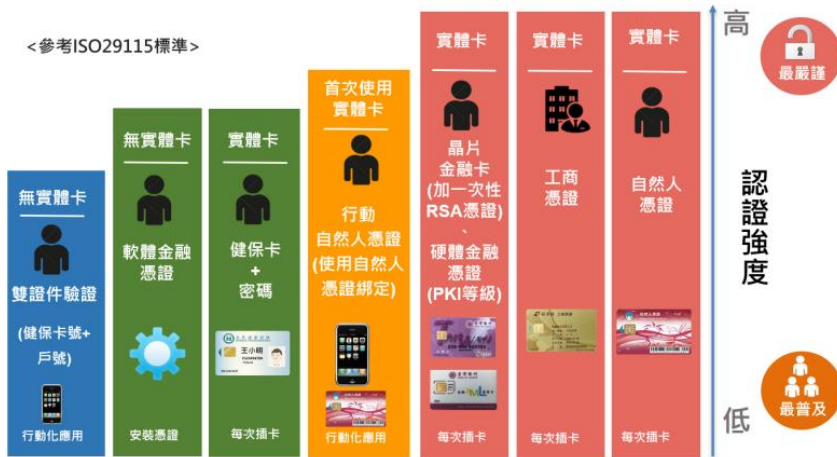 <參考ISO29115標準>
無實體卡
雙證件驗證
(健保卡號+
戶號)
行動化應用
無實體卡
軟體金融
憑證
安裝憑證
實體卡
健保卡
+
密碼
王小明
每次插卡
首次使用
實體卡
行動
自然人憑證
(使用自然人
憑證綁定)
行動化應用
實體卡
晶片
金融卡
(加一次性
RSA憑證)
、
硬體金融
憑證
(PKI等級)
每次插卡
實體卡
工商
憑證
每次插卡
實體卡
自然人
憑證
每次插卡
高
認證強度
低
最嚴謹
最普及